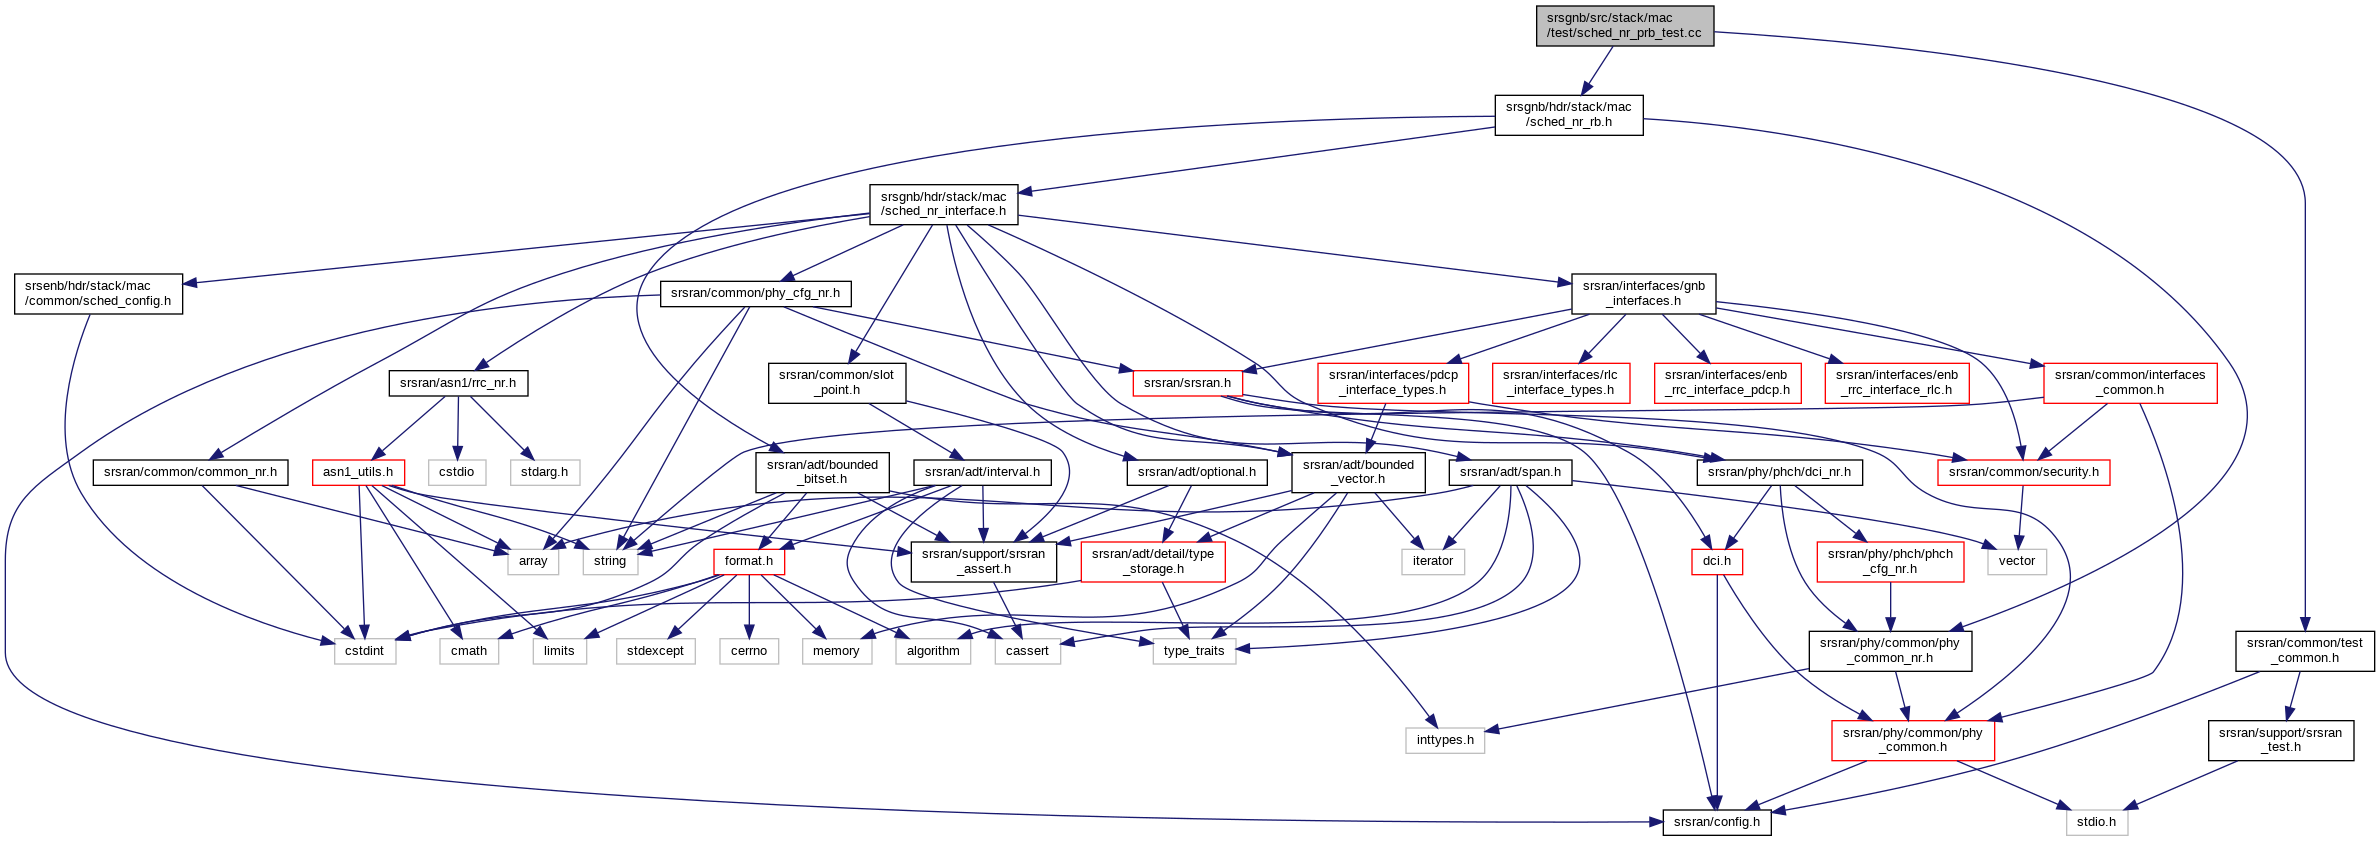 srsgnb/src/stack/mac
/test/sched_nr_prb_test.cc
srsgnb/hdr/stack/mac
/sched_nr_rb.h
srsgnb/hdr/stack/mac
/sched_nr_interface.h
srsenb/hdr/stack/mac
/common/sched_config.h
srsran/common/phy_cfg_nr.h
srsran/interfaces/gnb
_interfaces.h
srsran/asn1/rrc_nr.h
srsran/common/slot
_point.h
srsran/srsran.h
srsran/interfaces/pdcp
_interface_types.h
srsran/interfaces/rlc
_interface_types.h
srsran/interfaces/enb
_rrc_interface_pdcp.h
srsran/interfaces/enb
_rrc_interface_rlc.h
srsran/common/interfaces
_common.h
srsran/common/common_nr.h
asn1_utils.h
cstdio
stdarg.h
srsran/adt/bounded
_bitset.h
srsran/adt/interval.h
srsran/adt/optional.h
srsran/adt/bounded
_vector.h
srsran/adt/span.h
srsran/phy/phch/dci_nr.h
srsran/common/security.h
array
string
format.h
srsran/support/srsran
_assert.h
srsran/adt/detail/type
_storage.h
iterator
dci.h
srsran/phy/phch/phch
_cfg_nr.h
vector
cstdint
cmath
limits
stdexcept
cerrno
memory
algorithm
cassert
type_traits
srsran/phy/common/phy
_common_nr.h
srsran/common/test
_common.h
inttypes.h
srsran/phy/common/phy
_common.h
srsran/support/srsran
_test.h
srsran/config.h
stdio.h